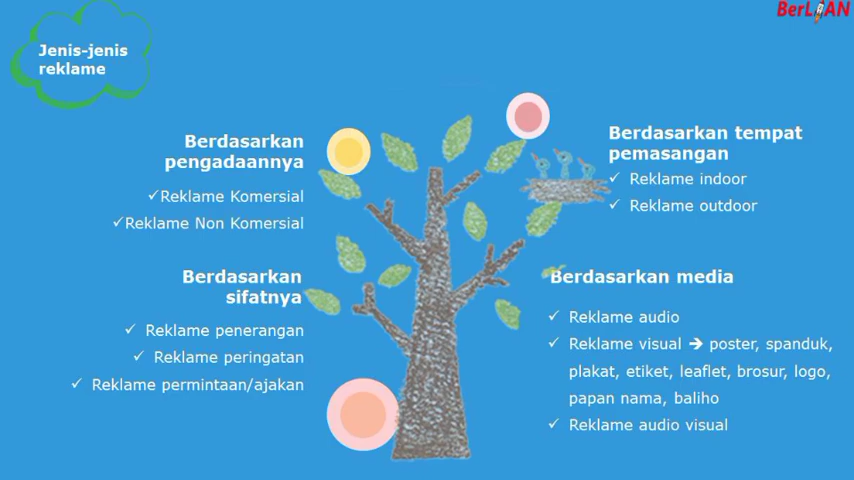 Jenis-jenis
reklame
BerLIAN
Berdasarkan
pengadaannya
✓Reklame Komersial
✓Reklame Non Komersial
Berdasarkan
sifatnya
✓ Reklame penerangan
✓ Reklame peringatan
✓ Reklame permintaan/ajakan
Berdasarkan tempat
pemasangan
✓ Reklame indoor
✓ Reklame outdoor
Berdasarkan media
✓ Reklame audio
✓ Reklame visual ➔ poster, spanduk,
plakat, etiket, leaflet, brosur, logo,
papan nama, baliho
✓ Reklame audio visual